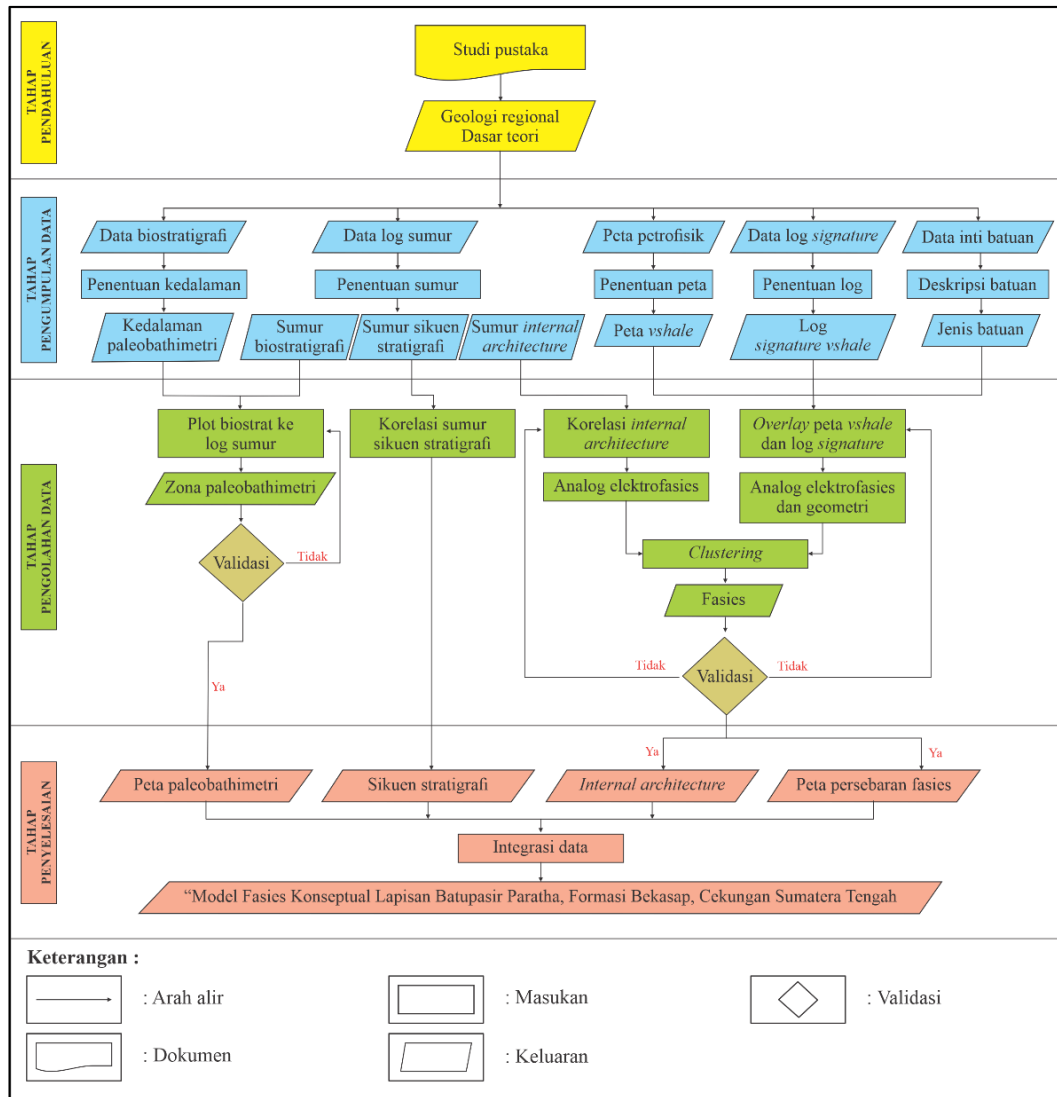 TAHAP
PENDAHULUAN
Studi pustaka
Geologi regional
Dasar teori
TAHAP
PENGUMPULAN DATA
Data biostratigrafi
Data log sumur
Peta petrofisik
Data log signature
Data inti batuan
Penentuan kedalaman
Penentuan sumur
Penentuan peta
Penentuan log
Deskripsi batuan
Kedalaman
paleobathimetri
Sumur
biostratigrafi
Sumur sikuen
stratigrafi
Sumur internal
architecture
Peta vshale
Log
signature vshale
Jenis batuan
TAHAP
PENGOLAHAN DATA
Plot biostrat ke
log sumur
Korelasi sumur
sikuen stratigrafi
Korelasi internal
architecture
Overlay peta vshale
dan log signature
Zona paleobathimetri
Analog elektrofasies
Analog elektrofasies
dan geometri
Validasi
Tidak
Clustering
Fasies
Tidak
Validasi
Tidak
Ya
TAHAP
PENYELESAIAN
Ya
Ya
Peta paleobathimetri
Sikuen stratigrafi
Internal architecture
Peta persebaran fasies
Integrasi data
“Model Fasies Konseptual Lapisan Batupasir Paratha, Formasi Bekasap, Cekungan Sumatera Tengah
Keterangan :
: Arah alir
: Masukan
: Validasi
: Dokumen
: Keluaran